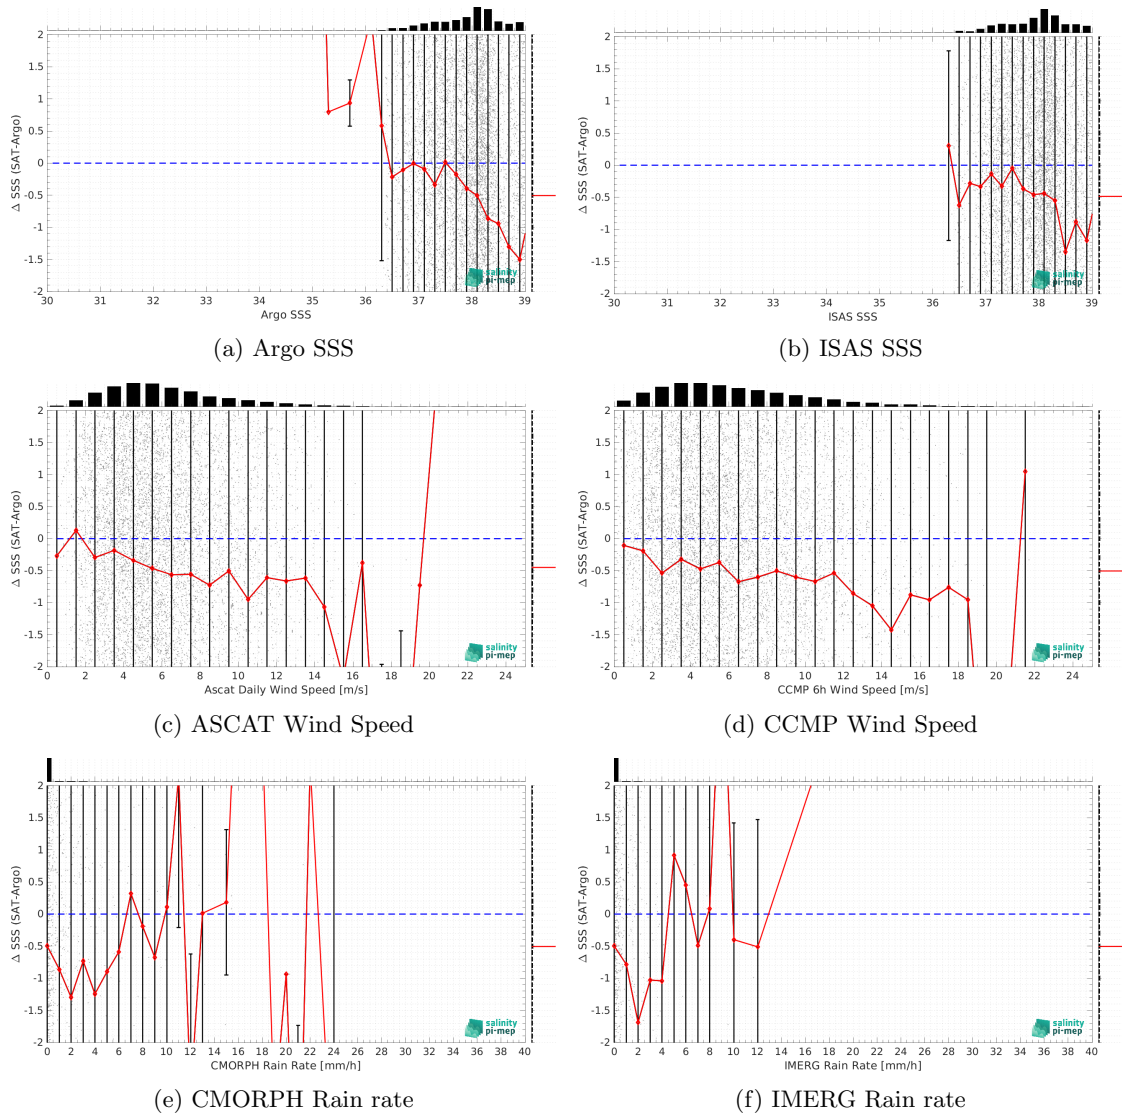 2
1.5
1
0.5
0
-0.5
-1
-1.5
-2
Δ SSS (SAT-Argo)
30 31 32 33 34 35 36 37 38 39
Argo SSS
salinity
pi-mep
(a) Argo SSS
2
1.5
1
0.5
0
-0.5
-1
-1.5
-2
Δ SSS (SAT-Argo)
30 31 32 33 34 35 36 37 38 39
ISAS SSS
salinity
pi-mep
(b) ISAS SSS
2
1.5
1
0.5
0
-0.5
-1
-1.5
-2
Δ SSS (SAT-Argo)
0 2 4 6 8 10 12 14 16 18 20 22 24
Ascat Daily Wind Speed [m/s]
salinity
pi-mep
(c) ASCAT Wind Speed
2
1.5
1
0.5
0
-0.5
-1
-1.5
-2
Δ SSS (SAT-Argo)
0 2 4 6 8 10 12 14 16 18 20 22 24
CCMP 6h Wind Speed [m/s]
salinity
pi-mep
(d) CCMP Wind Speed
2
1.5
1
0.5
0
-0.5
-1
-1.5
-2
Δ SSS (SAT-Argo)
0 2 4 6 8 10 12 14 16 18 20 22 24 26 28 30 32 34 36 38 40
CMORPH Rain Rate [mm/h]
salinity
pi-mep
(e) CMORPH Rain rate
2
1.5
1
0.5
0
-0.5
-1
-1.5
-2
Δ SSS (SAT-Argo)
0 2 4 6 8 10 12 14 16 18 20 22 24 26 28 30 32 34 36 38 40
IMERG Rain Rate [mm/h]
salinity
pi-mep
(f) IMERG Rain rate